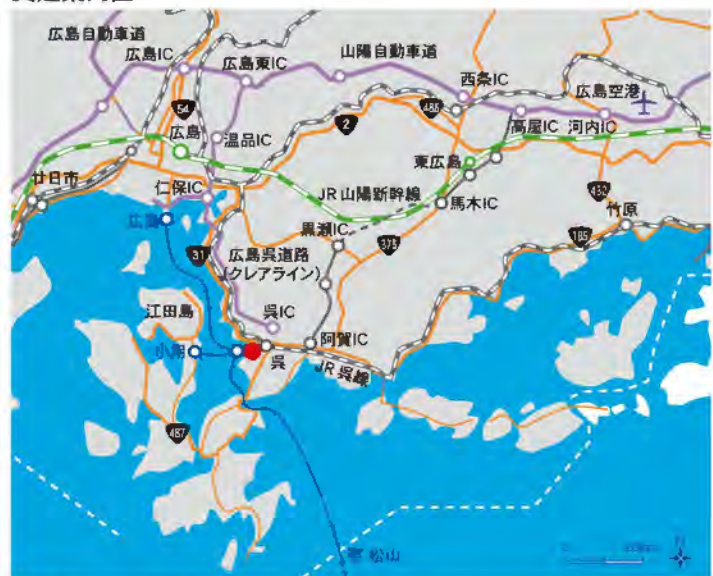 広島自動車道
広島IC
広島東IC
山陽自動車道
西条IC
広島空港
54
2
486
広島
温品IC
高屋IC
河内IC
東広島
廿日市
仁保IC
JR山陽新幹線
432
広島
馬木IC
竹原
黒瀬IC
375
185
31
広島呉道路
(クレアライン)
江田島
呉IC
小用
阿賀IC
呉
JR呉線
487
至 松山
N